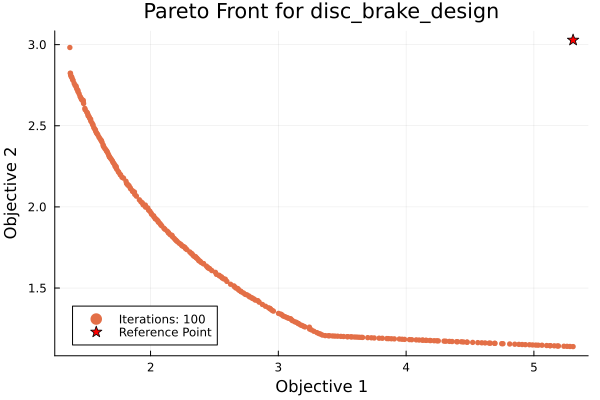 Pareto Front for disc_brake_design
Objective 2
3.0
2.5
2.0
1.5
Iterations: 100
Reference Point
2 3 4 5
Objective 1